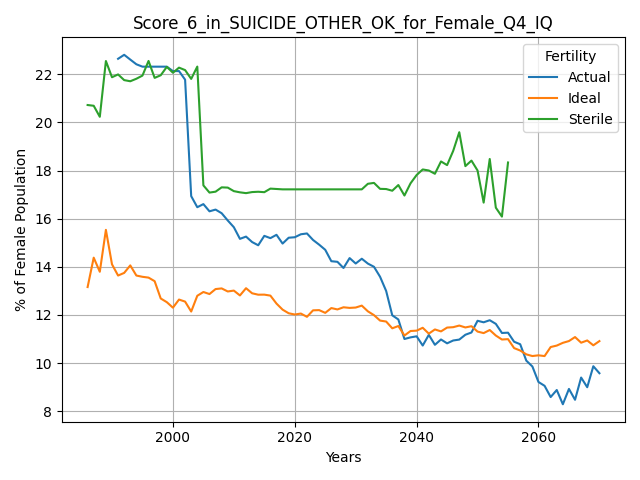 Score_6_in_SUICIDE_OTHER_OK_for_Female_Q4_IQ
Fertility
Actual
Ideal
Sterile
% of Female Population
22
20
18
16
14
12
10
8
2000
2020
2040
2060
Years